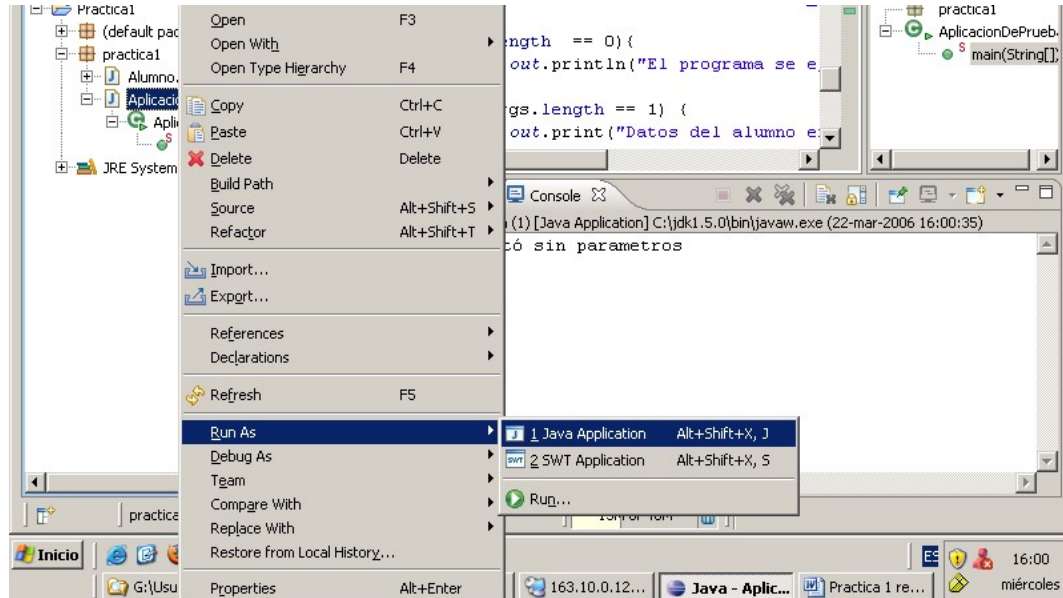 Practica1
(default pac
practica1
Alumno.
Aplicacio
Apli
JRE System
Open F3
Open With
Open Type Hierarchy F4
Copy Ctrl+C
Paste Ctrl+V
Delete Delete
Build Path
Source Alt+Shift+S
Refactor Alt+Shift+T
Import...
Export...
References
Declarations
Refresh F5
Run As
Debug As
Team
Compare With
Replace With
Restore from Local History...
Properties Alt+Enter
1 Java Application Alt+Shift+X, J
2 SWT Application Alt+Shift+X, S
Run...
ength == 0){
out.println("El programa se e
gs.length == 1) {
out.print("Datos del alumno e
practica1
AplicacionDePrueb
main(String[]
Console
(1) [Java Application] C:\jdk1.5.0\bin\javaw.exe (22-mar-2006 16:00:35)
tó sin parametros
practica
Inicio
ES
16:00
G:\Usu
163.10.0.12...
Java - Aplic...
Practica 1 re...
miércoles